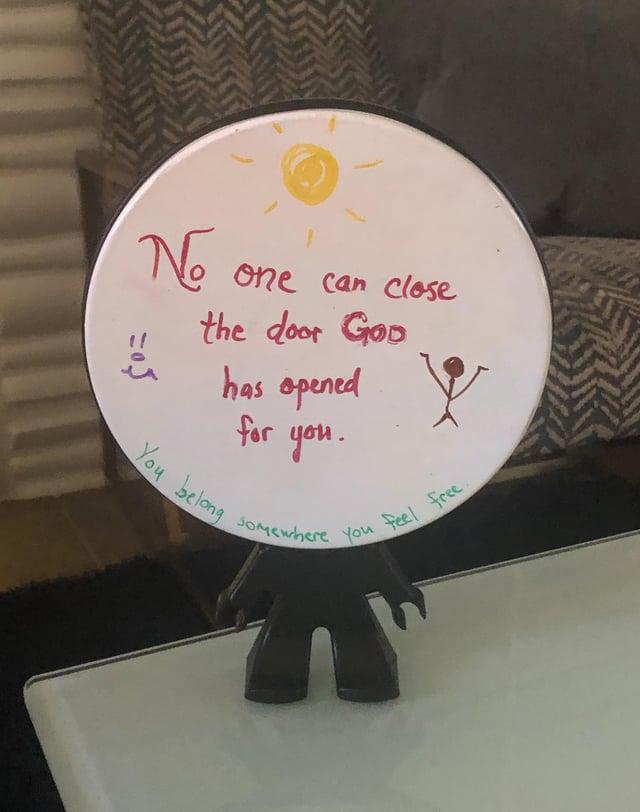 No one can close
the door GOD
has opened
for you.
You belong somewhere you feel free.